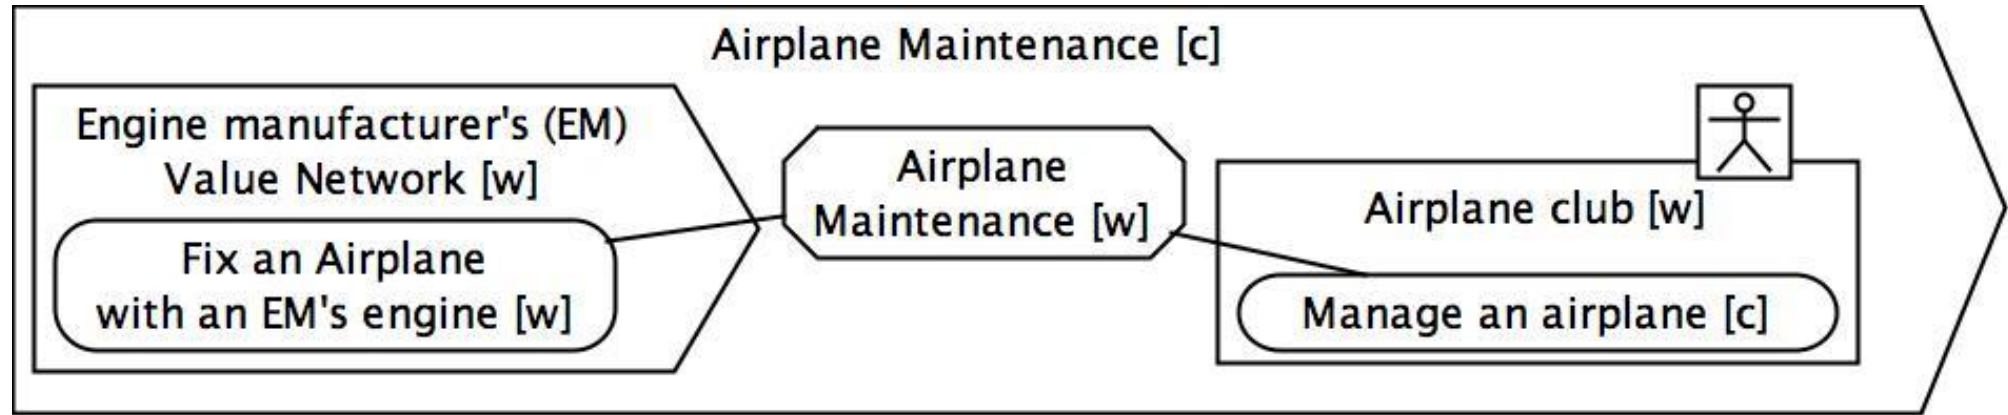 Airplane Maintenance [c]
Engine manufacturer's (EM)
Value Network [w]
Fix an Airplane
with an EM's engine [w]
Airplane
Maintenance [w]
Airplane club [w]
Manage an airplane [c]